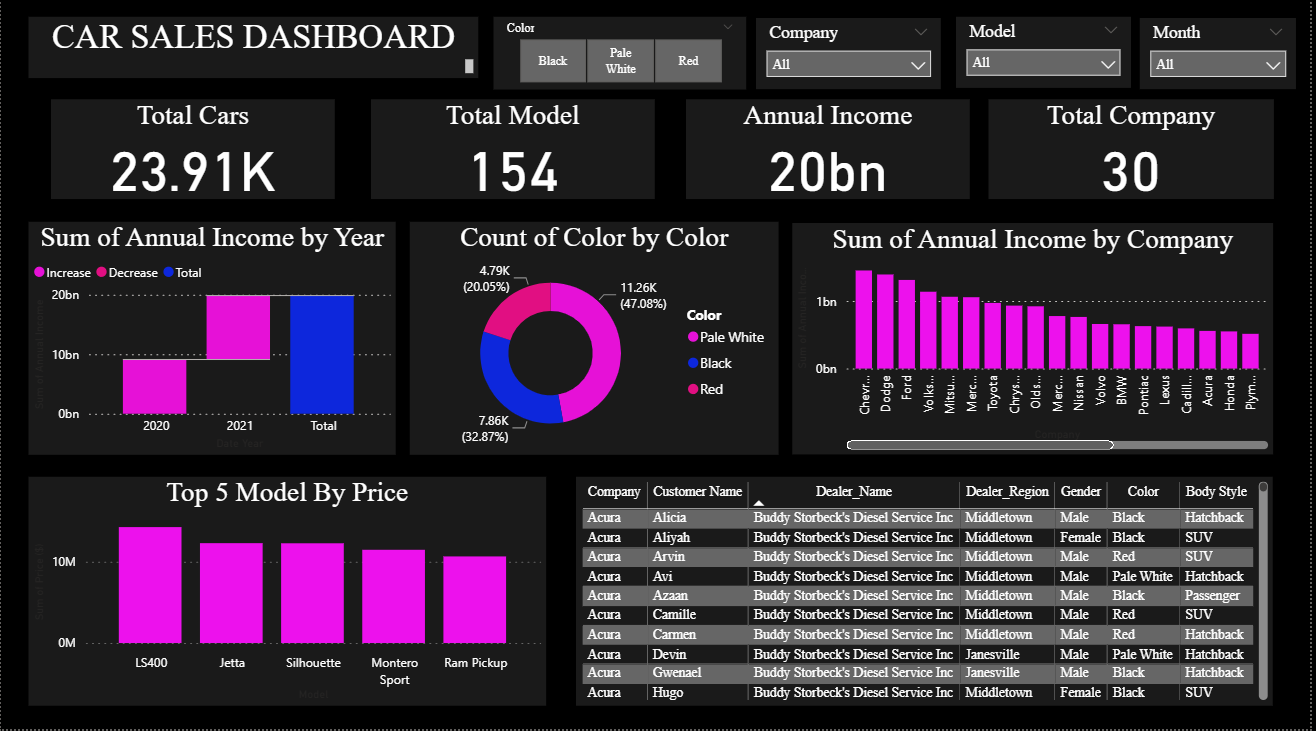 CAR SALES DASHBOARD
Color
Black
Pale
White
Red
Company
All
Model
All
Month
All
Total Cars
23.91K
Total Model
154
Annual Income
20bn
Total Company
30
Sum of Annual Income by Year
Increase Decrease Total
20bn
10bn
0bn
2020 2021 Total
Sum of Annual Income
Date Year
Count of Color by Color
4.79K
(20.05%)
11.26K
(47.08%)
7.86K
(32.87%)
Color
Pale White
Black
Red
Sum of Annual Income by Company
1bn
0bn
Chevr... Dodge Ford Volks... Mitsu... Merc... Toyota Chrys... Olds... Merc... Nissan Volvo BMW Pontiac Lexus Cadill... Acura Honda Plym...
Sum of Annual Income
Company
Top 5 Model By Price
10M
0M
LS400 Jetta Silhouette Montero Sport Ram Pickup
Model
Company Customer Name Dealer_Name Dealer_Region Gender Color Body Style
Acura Alicia Buddy Storbeck's Diesel Service Inc Middletown Male Black Hatchback
Acura Aliyah Buddy Storbeck's Diesel Service Inc Middletown Female Black SUV
Acura Arvin Buddy Storbeck's Diesel Service Inc Middletown Male Red SUV
Acura Avi Buddy Storbeck's Diesel Service Inc Middletown Male Pale White Hatchback
Acura Azaan Buddy Storbeck's Diesel Service Inc Middletown Male Black Passenger
Acura Camille Buddy Storbeck's Diesel Service Inc Middletown Male Red SUV
Acura Carmen Buddy Storbeck's Diesel Service Inc Middletown Male Red Hatchback
Acura Devin Buddy Storbeck's Diesel Service Inc Janesville Male Pale White Hatchback
Acura Gwenael Buddy Storbeck's Diesel Service Inc Janesville Male Black Hatchback
Acura Hugo Buddy Storbeck's Diesel Service Inc Middletown Female Black SUV